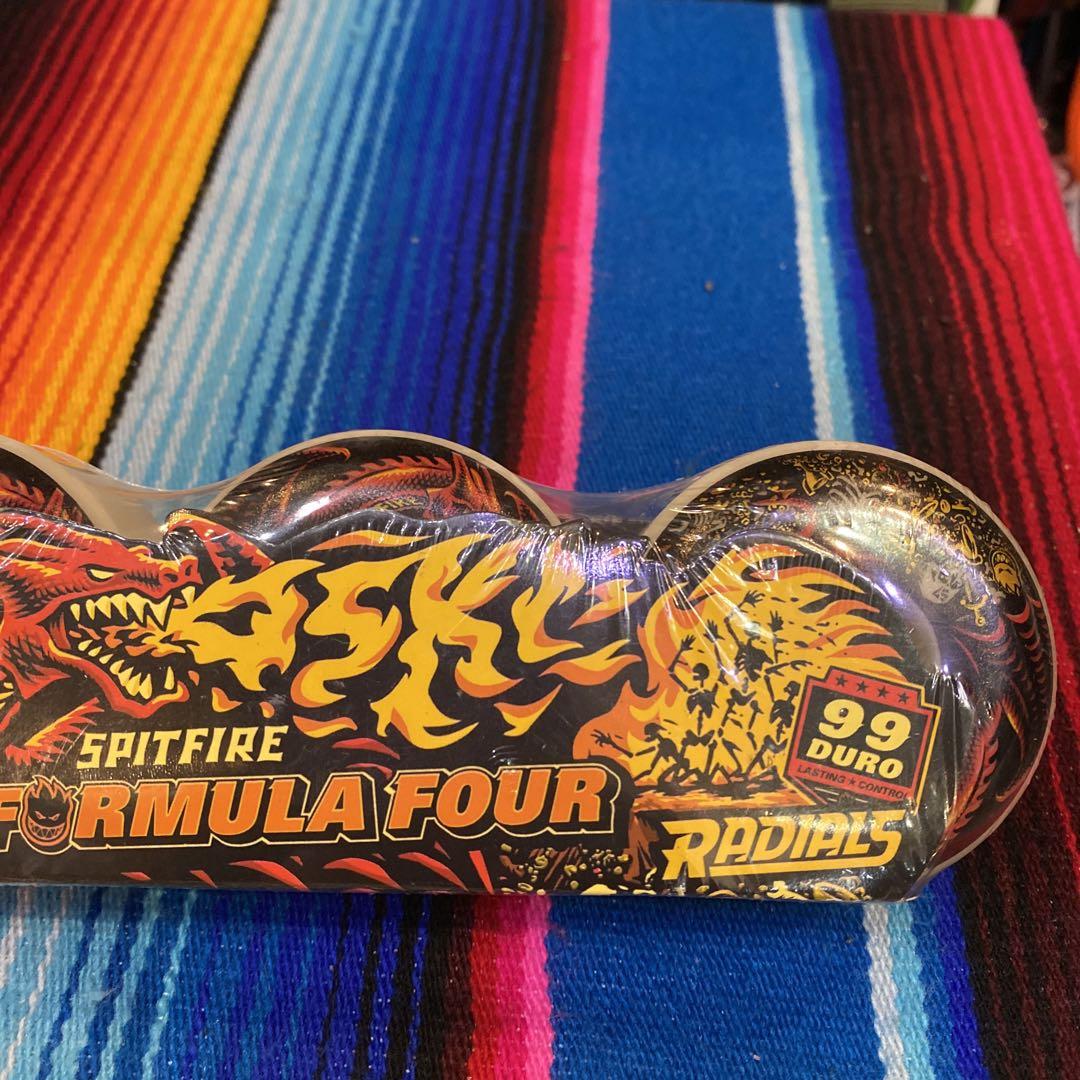 SPITFIRE
FORMULA FOUR
99
DURO
LASTING ★ CONTROL
RADIALS